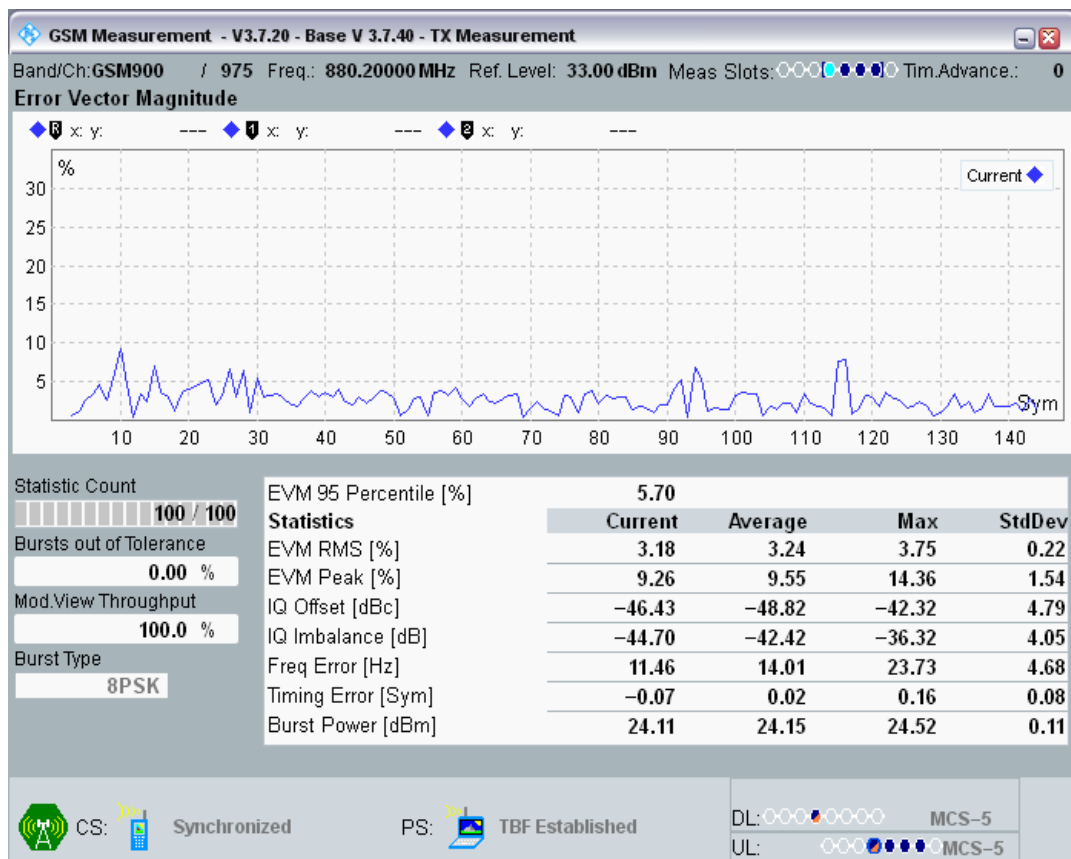 GSM Measurement - V3.7.20 - Base V 3.7.40 - TX Measurement
Band/Ch:GSM900 / 975 Freq.: 880.20000 MHz Ref. Level: 33.00 dBm Meas Slots: Tim.Advance.: 0
Error Vector Magnitude
R x: y: --- 1 x: y: --- 2 x: y: ---
%
Current
30
25
20
15
10
5
Sym
10 20 30 40 50 60 70 80 90 100 110 120 130 140
Statistic Count
100 / 100
Bursts out of Tolerance
0.00 %
Mod.View Throughput
100.0 %
Burst Type
8PSK
EVM 95 Percentile [%] 5.70
Statistics Current Average Max StdDev
EVM RMS [%] 3.18 3.24 3.75 0.22
EVM Peak [%] 9.26 9.55 14.36 1.54
IQ Offset [dBc] −46.43 −48.82 −42.32 4.79
IQ Imbalance [dB] −44.70 −42.42 −36.32 4.05
Freq Error [Hz] 11.46 14.01 23.73 4.68
Timing Error [Sym] −0.07 0.02 0.16 0.08
Burst Power [dBm] 24.11 24.15 24.52 0.11
CS: Synchronized PS: TBF Established
DL: MCS−5
UL: MCS−5